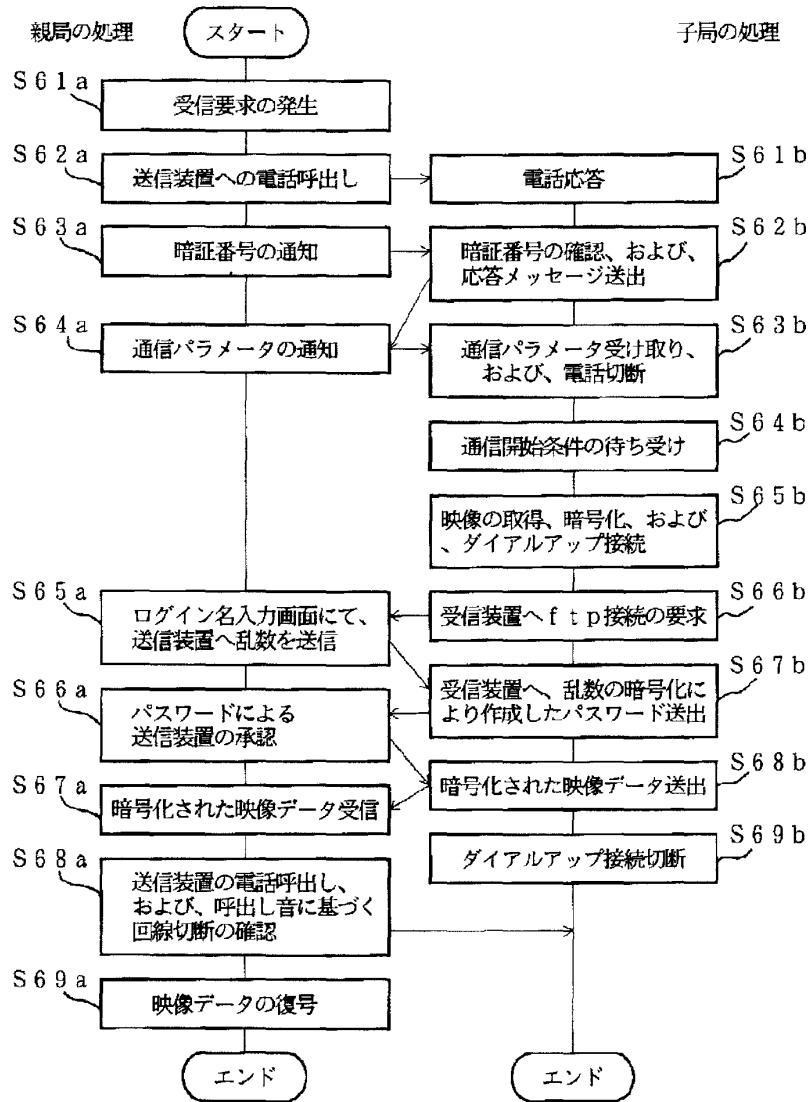 親局の処理
スタート
子局の処理
S61a
受信要求の発生
S62a
送信装置への電話呼出し
電話応答
S61b
S63a
暗証番号の通知
暗証番号の確認、および、
応答メッセージ送出
S62b
S64a
通信パラメータの通知
通信パラメータ受け取り、
および、電話切断
S63b
通信開始条件の待ち受け
S64b
映像の取得、暗号化、および
、ダイアルアップ接続
S65b
S65a
ログイン名入力画面にて、
送信装置へ乱数を送信
受信装置へftp接続の要求
S66b
S66a
パスワードによる
送信装置の承認
受信装置へ、乱数の暗号化に
より作成したパスワード送出
S67b
S67a
暗号化された映像データ受信
暗号化された映像データ送出
S68b
S68a
送信装置の電話呼出し、
および、呼出し音に基づく
回線切断の確認
ダイアルアップ接続切断
S69b
S69a
映像データの復号
エンド
エンド